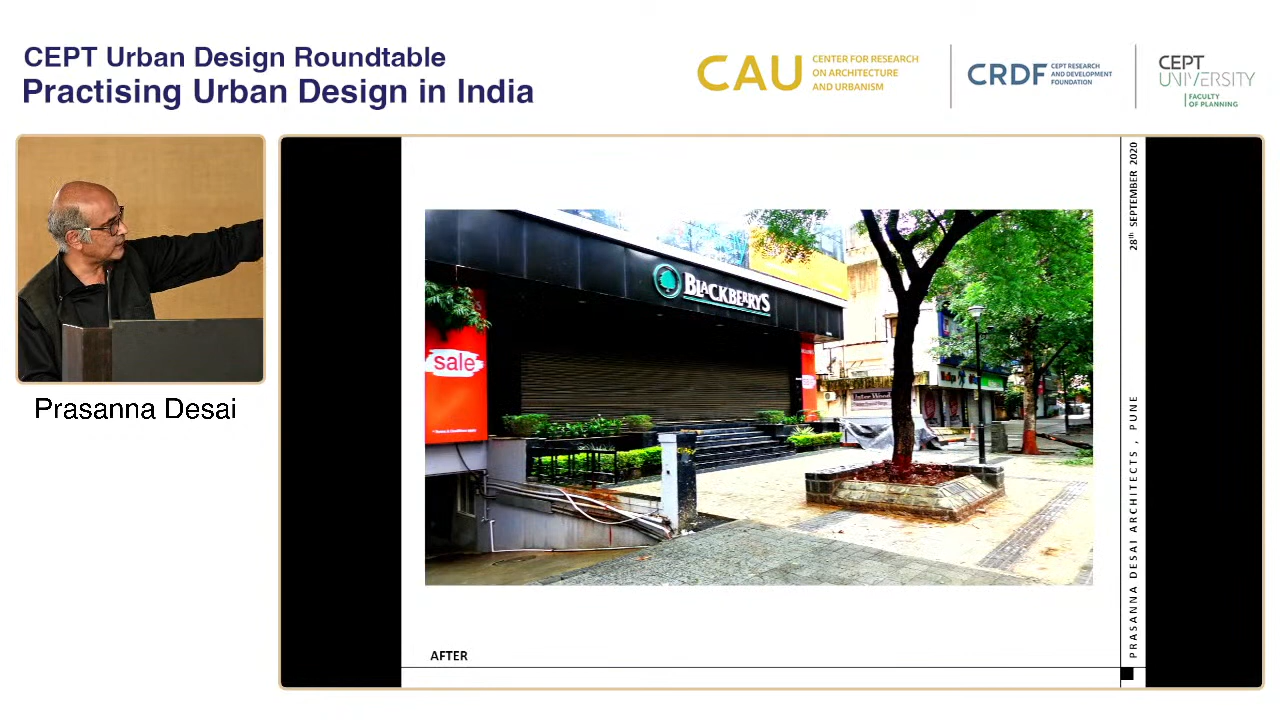 CEPT Urban Design Roundtable
Practising Urban Design in India
CAU
CENTER FOR RESEARCH
ON ARCHITECTURE
AND URBANISM
CRDF
CEPT RESEARCH
AND DEVELOPMENT
FOUNDATION
CEPT
UNIVERSITY
FACULTY
OF PLANNING
Prasanna Desai
BLACKBERRYS
sale
AFTER
28th SEPTEMBER 2020
PRASANNA DESAI ARCHITECTS, PUNE